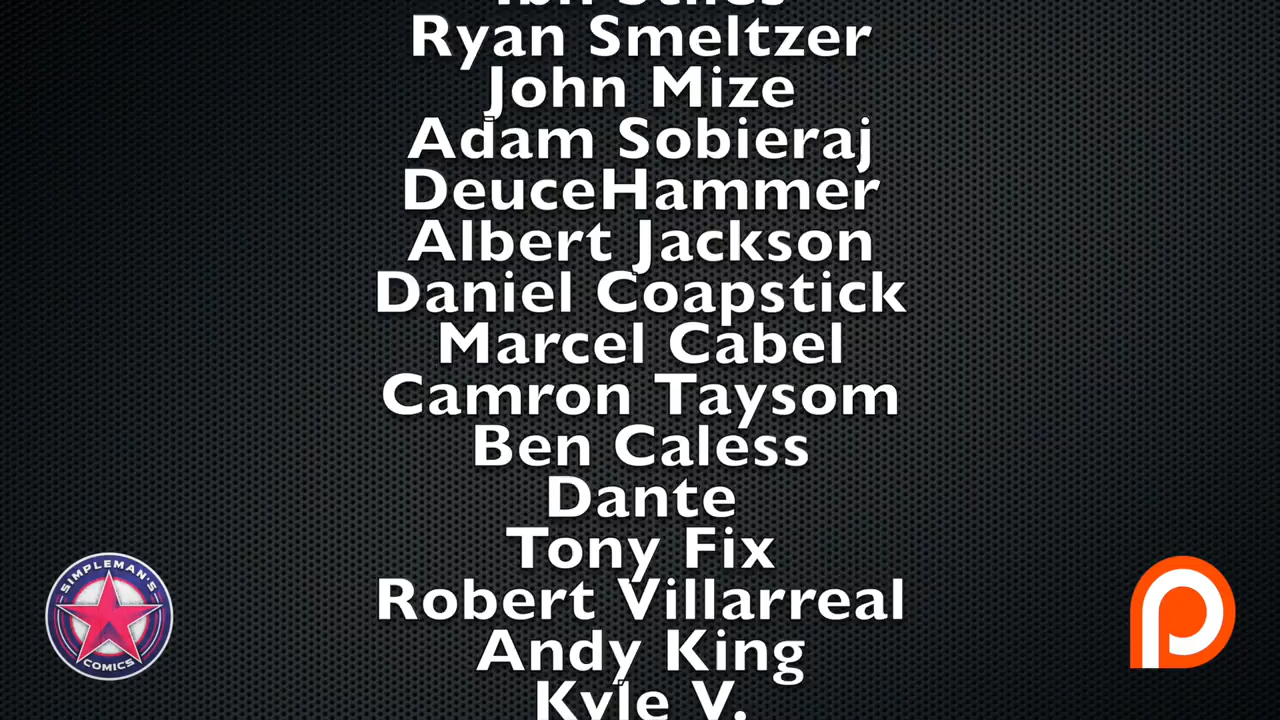 Ryan Smeltzer
John Mize
Adam Sobieraj
DeuceHammer
Albert Jackson
Daniel Coapstick
Marcel Cabel
Camron Taysom
Ben Caless
Dante
Tony Fix
Robert Villarreal
Andy King
Kyle V.
SIMPLEMAN'S
COMICS